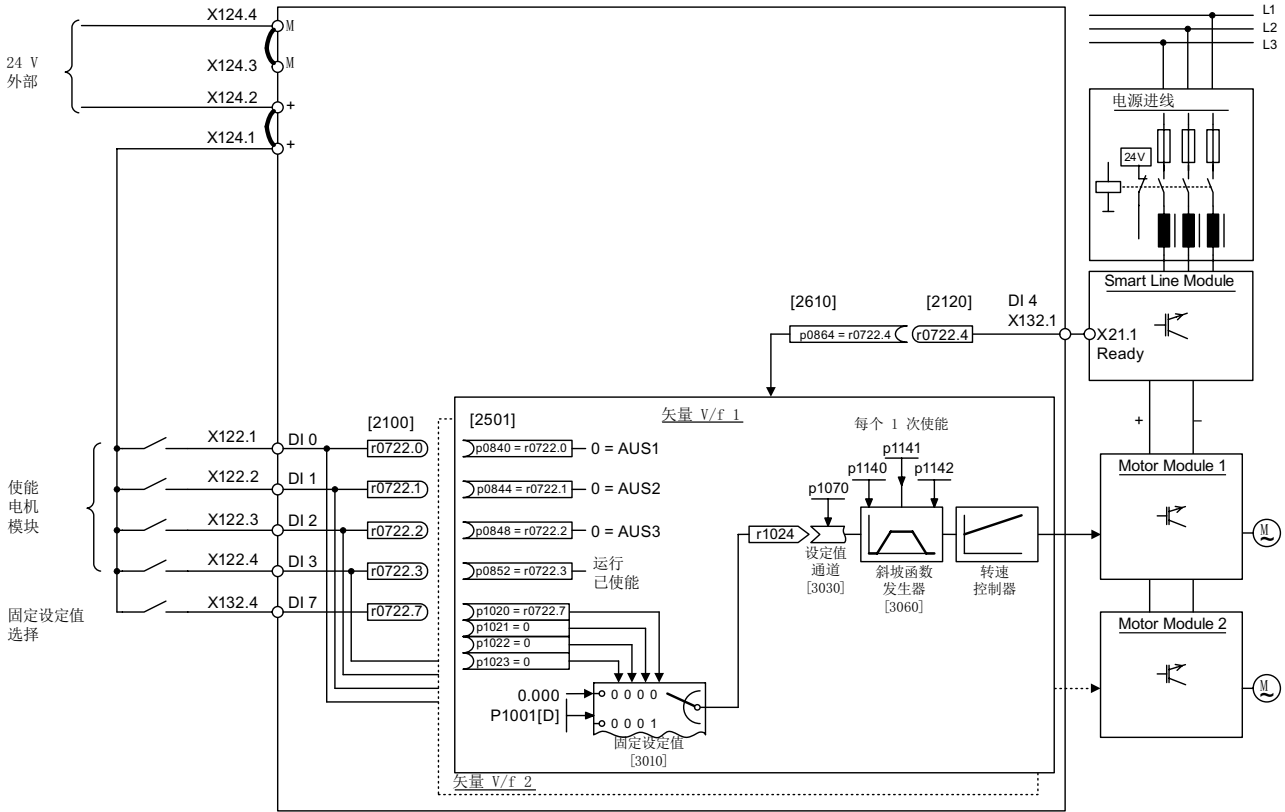 X124.4
M
24 V
外部
X124.3
M
X124.2
+
X124.1
+
L1
L2
L3
电源进线
24V
Smart Line Module
[2610]
[2120]
DI 4
X132.1
p0864 = r0722.4
r0722.4
X21.1
Ready
+
–
矢量 V/f 1
每个 1 次使能
p1141
p1140
p1142
p1070
[2100]
[2501]
使能
电机
模块
X122.1
DI 0
r0722.0
p0840 = r0722.0
0 = AUS1
X122.2
DI 1
r0722.1
p0844 = r0722.1
0 = AUS2
X122.3
DI 2
r0722.2
p0848 = r0722.2
0 = AUS3
X122.4
DI 3
r0722.3
p0852 = r0722.3
运行
已使能
固定设定值
选择
X132.4
DI 7
r0722.7
p1020 = r0722.7
p1021 = 0
p1022 = 0
p1023 = 0
r1024
设定值
通道
[3030]
斜坡函数
发生器
[3060]
转速
控制器
Motor Module 1
M
~
Motor Module 2
M
~
0.000
0 0 0 0
P1001[D]
0 0 0 1
固定设定值
[3010]
矢量 V/f 2